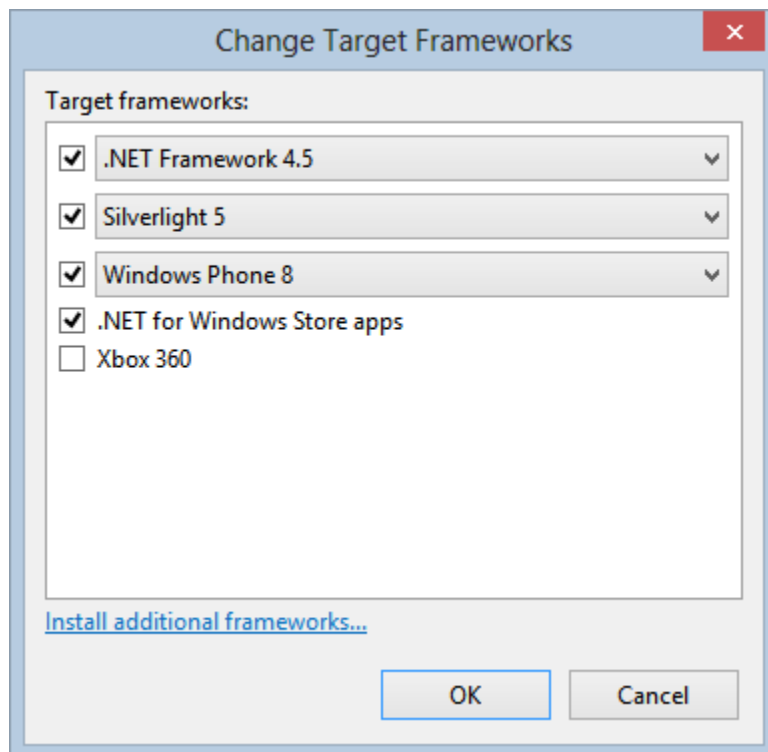 Change Target Frameworks
Target frameworks:
.NET Framework 4.5
Silverlight 5
Windows Phone 8
.NET for Windows Store apps
Xbox 360
Install additional frameworks...
OK Cancel